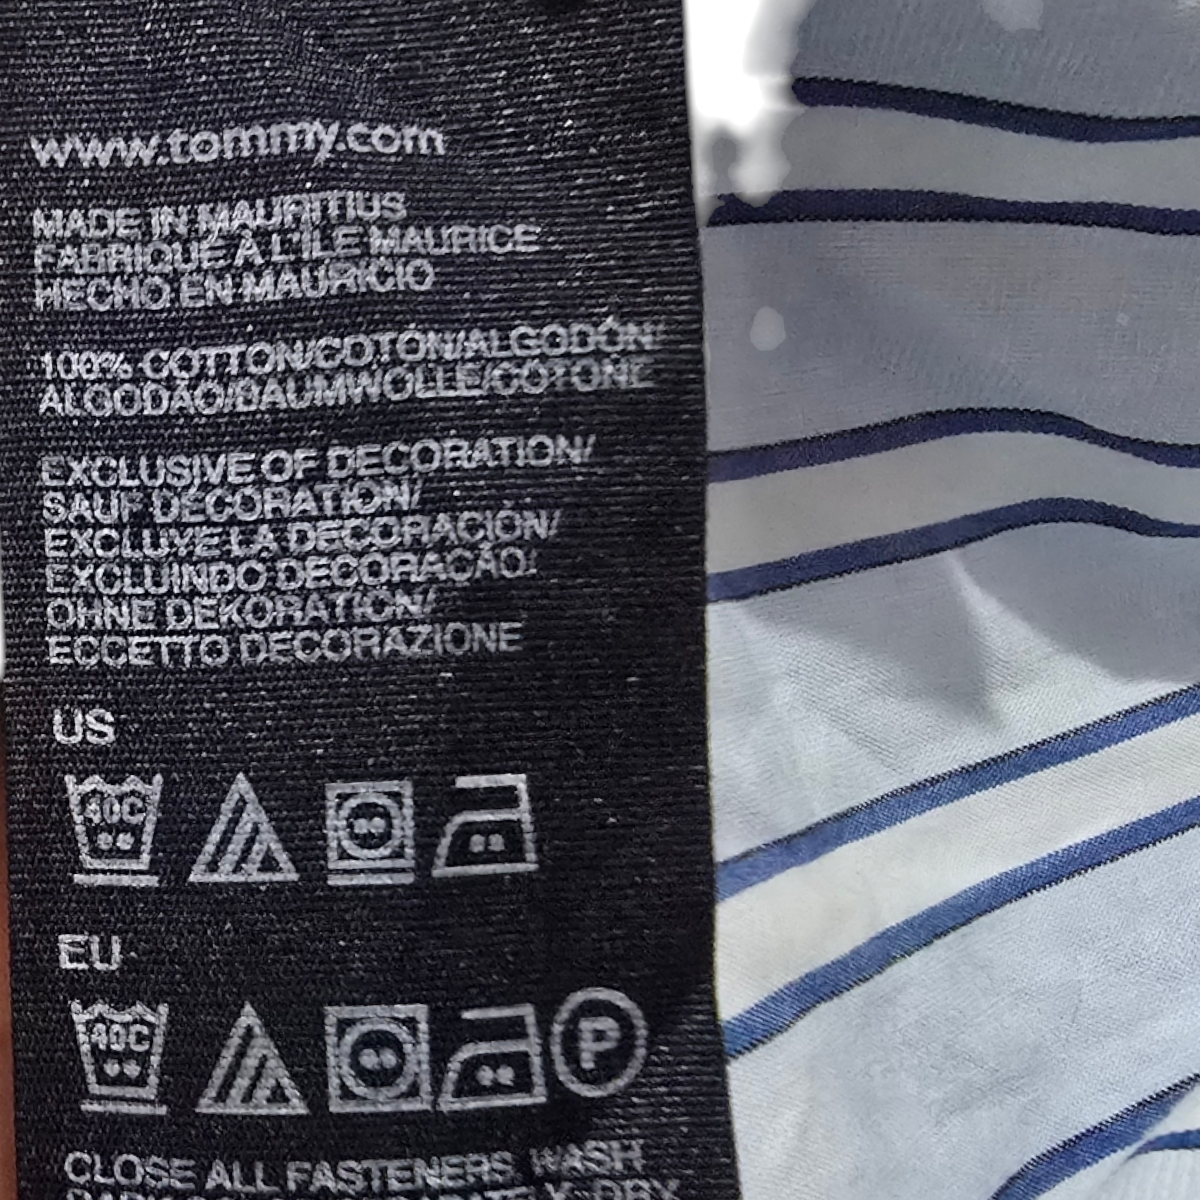 www.tommy.com
MADE IN MAURITIUS
FABRIQUÉ À L'ÎLE MAURICE
HECHO EN MAURICIO
100% COTTON/COTON/ALGODÓN/
ALGODÃO/BAUMWOLLE/COTONE
EXCLUSIVE OF DECORATION/
SAUF DÉCORATION/
EXCLUYE LA DECORACIÓN/
EXCLUINDO DECORAÇÃO/
OHNE DEKORATION/
ECCETTO DECORAZIONE
US
40C
EU
40C P
CLOSE ALL FASTENERS. WASH